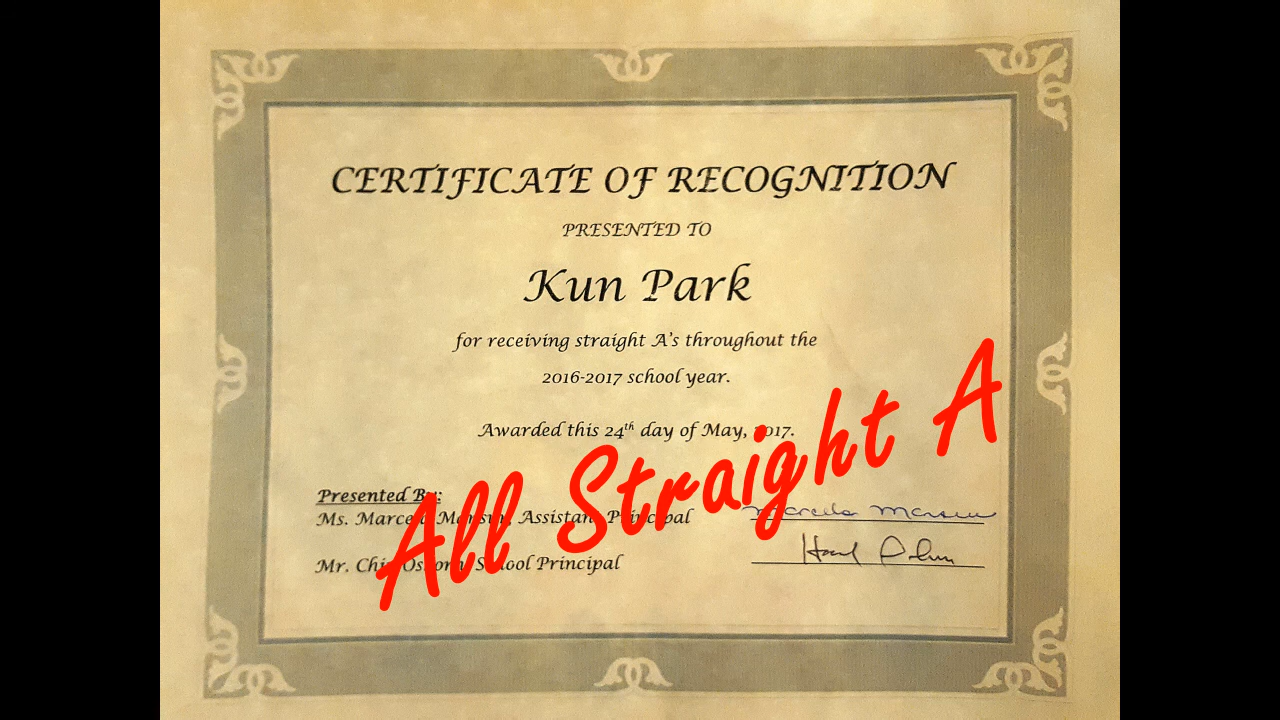 CERTIFICATE OF RECOGNITION
PRESENTED TO
Kun Park
for receiving straight A's throughout the
2016-2017 school year.
Awarded this 24th day of May, 2017.
All Straight A
Presented By:
Ms. Assistant Principal
Mr. School Principal